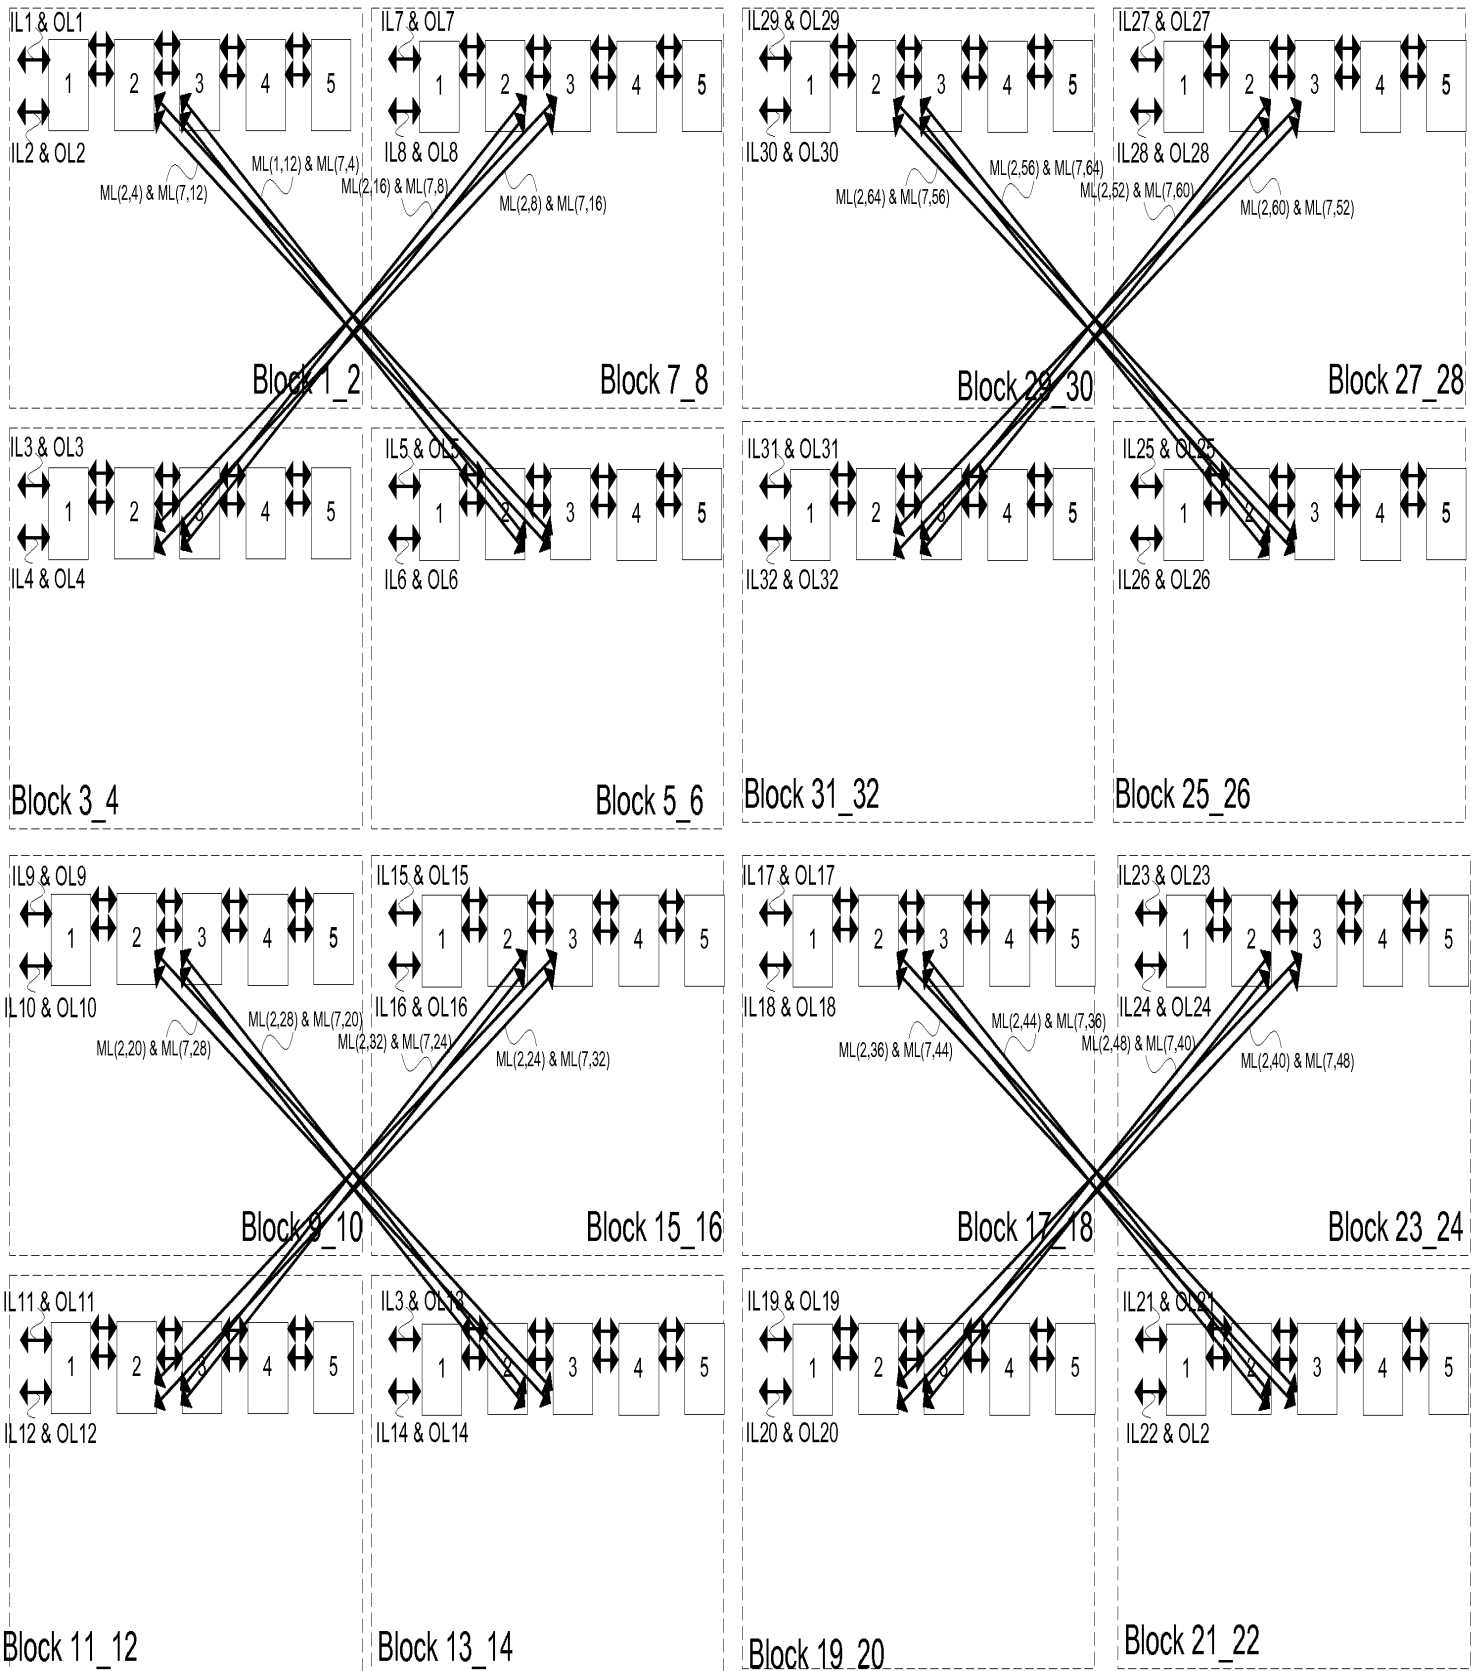 IL1 & OL1
1 2 3 4 5
IL2 & OL2
ML(2,4) & ML(7,12)
ML(1,12) & ML(7,4)
Block 1_2
IL7 & OL7
1 2 3 4 5
IL8 & OL8
ML(2,16) & ML(7,8)
ML(2,8) & ML(7,16)
Block 7_8
IL29 & OL29
1 2 3 4 5
IL30 & OL30
ML(2,64) & ML(7,56)
ML(2,56) & ML(7,64)
Block 29_30
IL27 & OL27
1 2 3 4 5
IL28 & OL28
ML(2,52) & ML(7,60)
ML(2,60) & ML(7,52)
Block 27_28
IL3 & OL3
1 2 3 4 5
IL4 & OL4
Block 3_4
IL5 & OL5
1 2 3 4 5
IL6 & OL6
Block 5_6
IL31 & OL31
1 2 3 4 5
IL32 & OL32
Block 31_32
IL25 & OL25
1 2 3 4 5
IL26 & OL26
Block 25_26
IL9 & OL9
1 2 3 4 5
IL10 & OL10
ML(2,20) & ML(7,28)
ML(2,28) & ML(7,20)
Block 9_10
IL15 & OL15
1 2 3 4 5
IL16 & OL16
ML(2,32) & ML(7,24)
ML(2,24) & ML(7,32)
Block 15_16
IL17 & OL17
1 2 3 4 5
IL18 & OL18
ML(2,36) & ML(7,44)
ML(2,44) & ML(7,36)
Block 17_18
IL23 & OL23
1 2 3 4 5
IL24 & OL24
ML(2,48) & ML(7,40)
ML(2,40) & ML(7,48)
Block 23_24
IL11 & OL11
1 2 3 4 5
IL12 & OL12
Block 11_12
IL3 & OL13
1 2 3 4 5
IL14 & OL14
Block 13_14
IL19 & OL19
1 2 3 4 5
IL20 & OL20
Block 19_20
IL21 & OL21
1 2 3 4 5
IL22 & OL2
Block 21_22